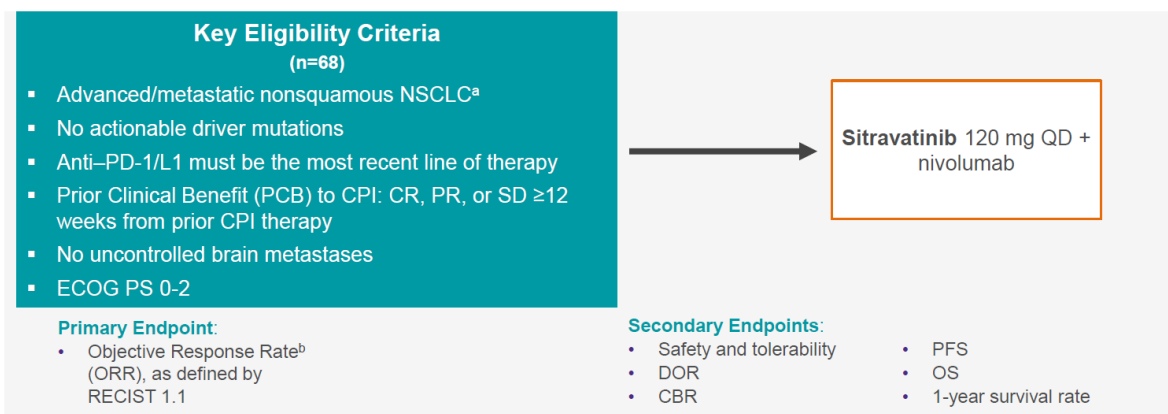 Key Eligibility Criteria
(n=68)
▪ Advanced/metastatic nonsquamous NSCLCᵃ
▪ No actionable driver mutations
▪ Anti–PD-1/L1 must be the most recent line of therapy
▪ Prior Clinical Benefit (PCB) to CPI: CR, PR, or SD ≥12
weeks from prior CPI therapy
▪ No uncontrolled brain metastases
▪ ECOG PS 0-2
Sitravatinib 120 mg QD +
nivolumab
Primary Endpoint:
• Objective Response Rateᵇ
(ORR), as defined by
RECIST 1.1
Secondary Endpoints:
• Safety and tolerability
• DOR
• CBR
• PFS
• OS
• 1-year survival rate